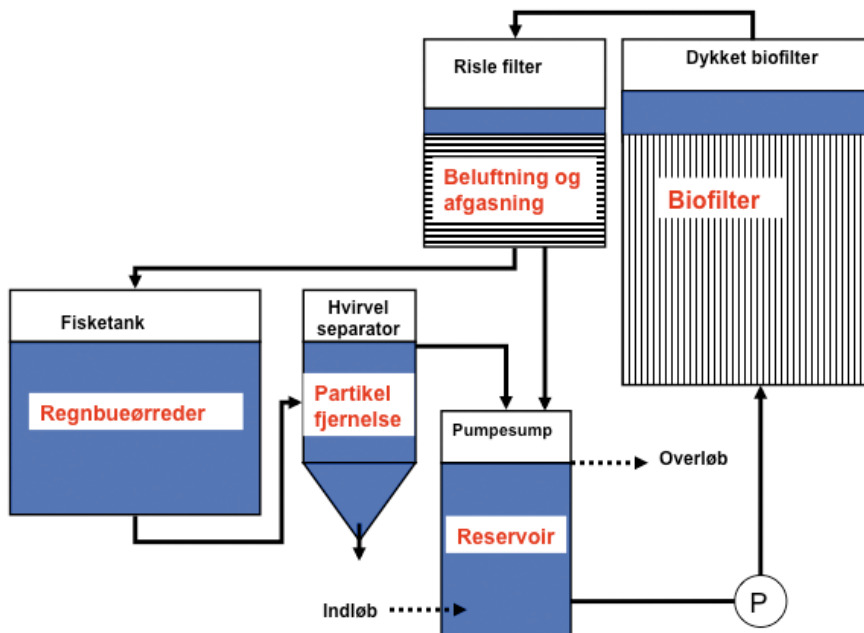 Risle filter
Dykket biofilter
Beluftning og
afgasning
Biofilter
Fisketank
Hvirvel
separator
Regnbueørreder
Partikel
fjernelse
Pumpesump
Overløb
Reservoir
Indløb
P